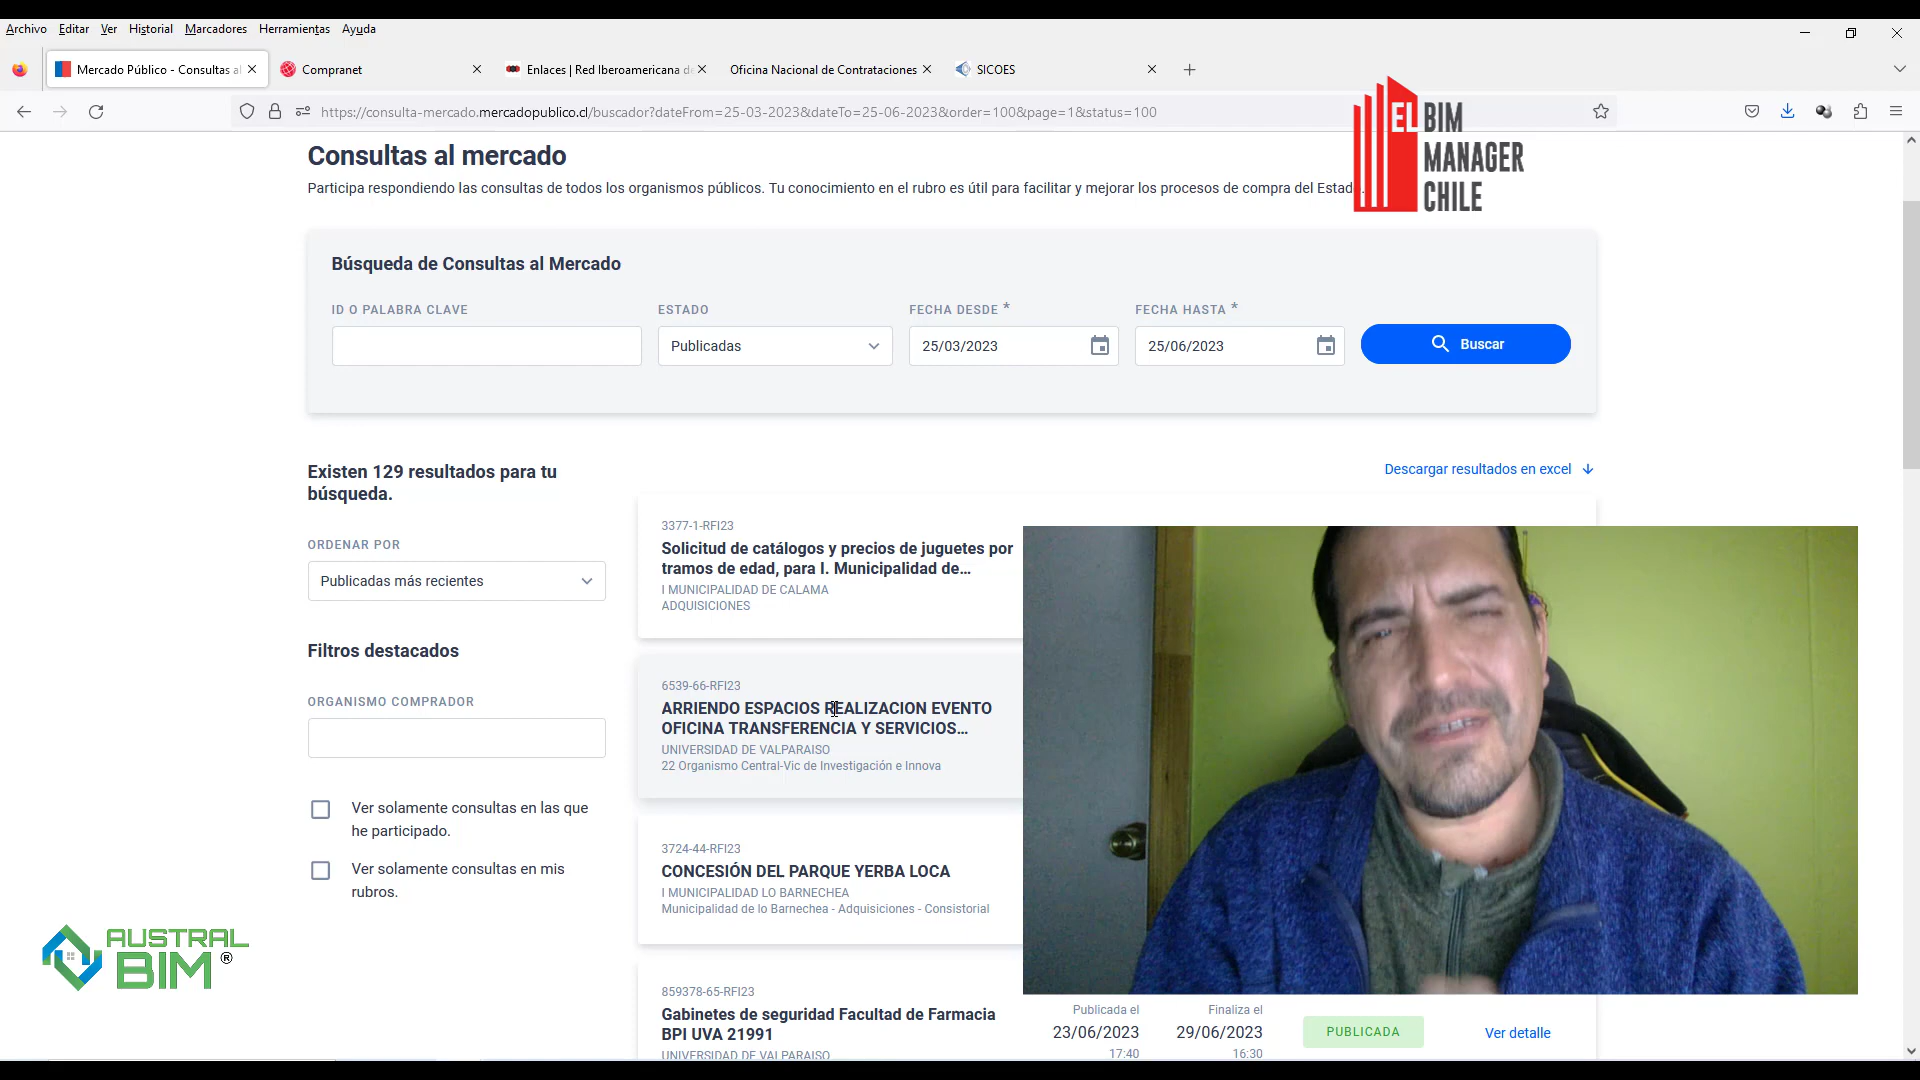 Archivo Editar Ver Historial Marcadores Herramientas Ayuda
Mercado Público - Consultas al
Compranet
Enlaces | Red Iberoamericana de
Oficina Nacional de Contrataciones
SICOES
https://consulta-mercado.mercadopublico.cl/buscador?dateFrom=25-03-2023&dateTo=25-06-2023&order=100&page=1&status=100
EL BIM
MANAGER
CHILE
Consultas al mercado
Participa respondiendo las consultas de todos los organismos públicos. Tu conocimiento en el rubro es útil para facilitar y mejorar los procesos de compra del Estado.
Búsqueda de Consultas al Mercado
ID O PALABRA CLAVE
ESTADO
FECHA DESDE *
FECHA HASTA *
Publicadas
25/03/2023
25/06/2023
Buscar
Existen 129 resultados para tu
búsqueda.
Descargar resultados en excel
ORDENAR POR
Publicadas más recientes
Filtros destacados
ORGANISMO COMPRADOR
Ver solamente consultas en las que
he participado.
Ver solamente consultas en mis
rubros.
3377-1-RFI23
Solicitud de catálogos y precios de juguetes por
tramos de edad, para I. Municipalidad de...
I MUNICIPALIDAD DE CALAMA
ADQUISICIONES
6539-66-RFI23
ARRIENDO ESPACIOS REALIZACION EVENTO
OFICINA TRANSFERENCIA Y SERVICIOS...
UNIVERSIDAD DE VALPARAISO
22 Organismo Central-Vic de Investigación e Innova
3724-44-RFI23
CONCESIÓN DEL PARQUE YERBA LOCA
I MUNICIPALIDAD LO BARNECHEA
Municipalidad de lo Barnechea - Adquisiciones - Consistorial
859378-65-RFI23
Gabinetes de seguridad Facultad de Farmacia
BPI UVA 21991
UNIVERSIDAD DE VALPARAISO
Publicada el
23/06/2023
17:40
Finaliza el
29/06/2023
16:30
PUBLICADA
Ver detalle
AUSTRAL
BIM ®